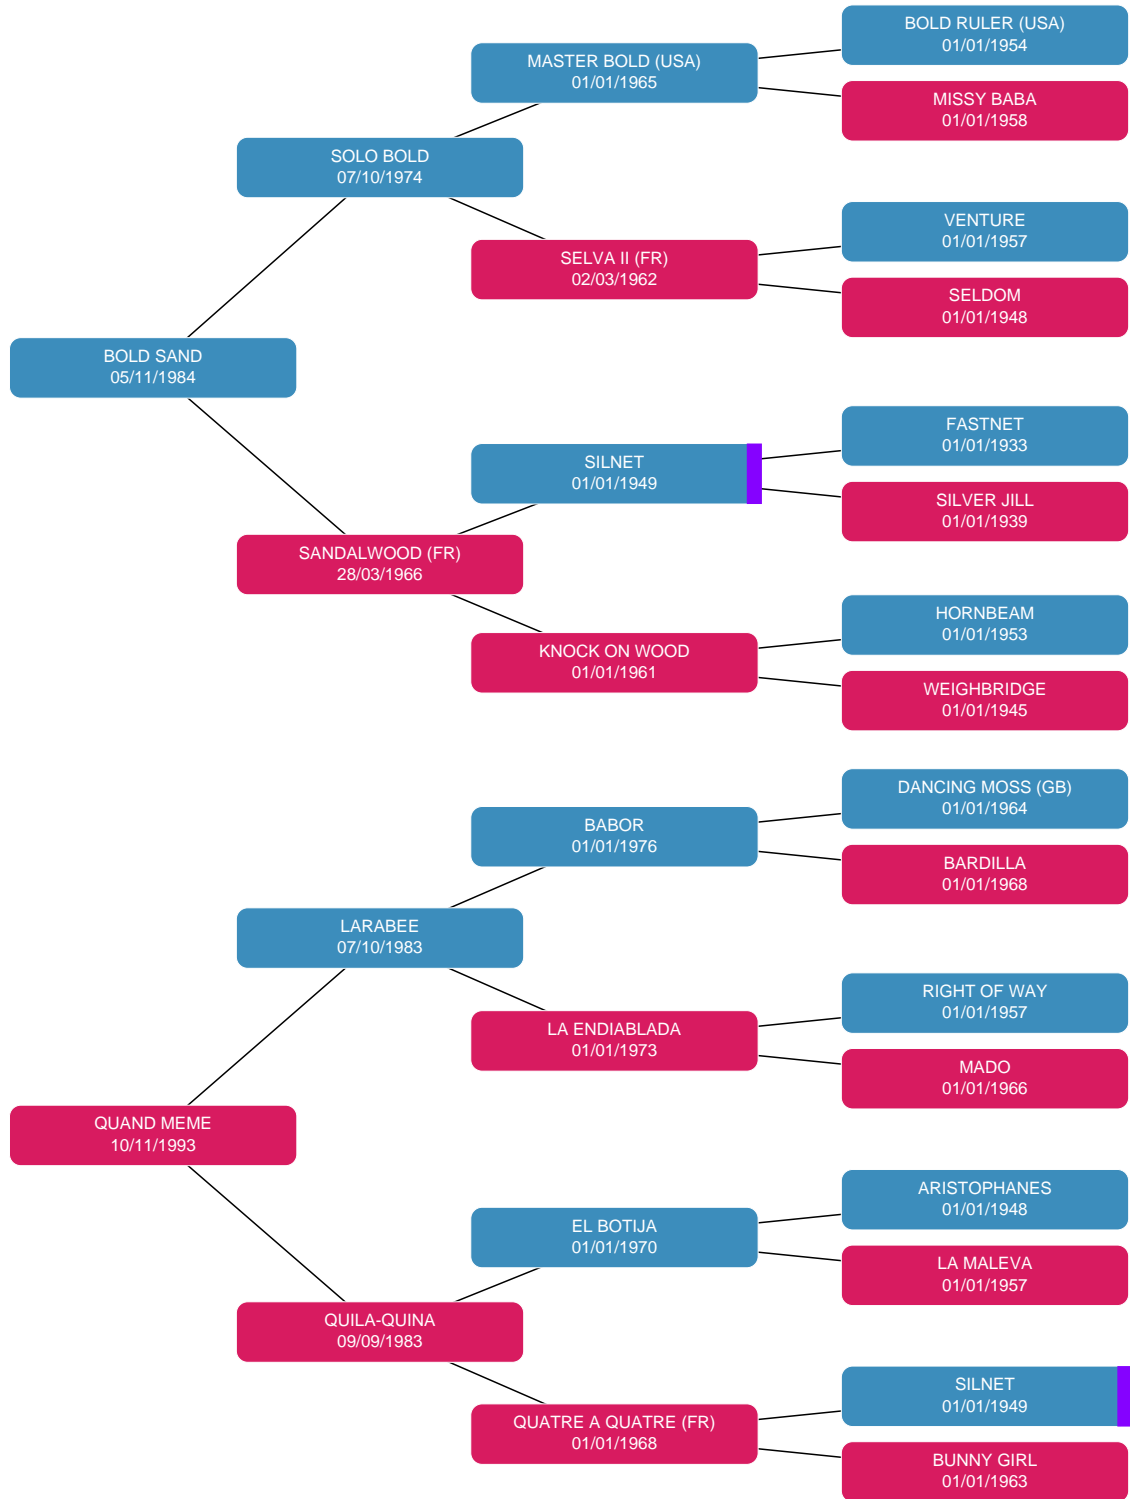 BOLD RULER (USA)
01/01/1954
MASTER BOLD (USA)
01/01/1965
MISSY BABA
01/01/1958
SOLO BOLD
07/10/1974
VENTURE
01/01/1957
SELVA II (FR)
02/03/1962
SELDOM
01/01/1948
BOLD SAND
05/11/1984
FASTNET
01/01/1933
SILNET
01/01/1949
SILVER JILL
01/01/1939
SANDALWOOD (FR)
28/03/1966
HORNBEAM
01/01/1953
KNOCK ON WOOD
01/01/1961
WEIGHBRIDGE
01/01/1945
DANCING MOSS (GB)
01/01/1964
BABOR
01/01/1976
BARDILLA
01/01/1968
LARABEE
07/10/1983
RIGHT OF WAY
01/01/1957
LA ENDIABLADA
01/01/1973
MADO
01/01/1966
QUAND MEME
10/11/1993
ARISTOPHANES
01/01/1948
EL BOTIJA
01/01/1970
LA MALEVA
01/01/1957
QUILA-QUINA
09/09/1983
SILNET
01/01/1949
QUATRE A QUATRE (FR)
01/01/1968
BUNNY GIRL
01/01/1963